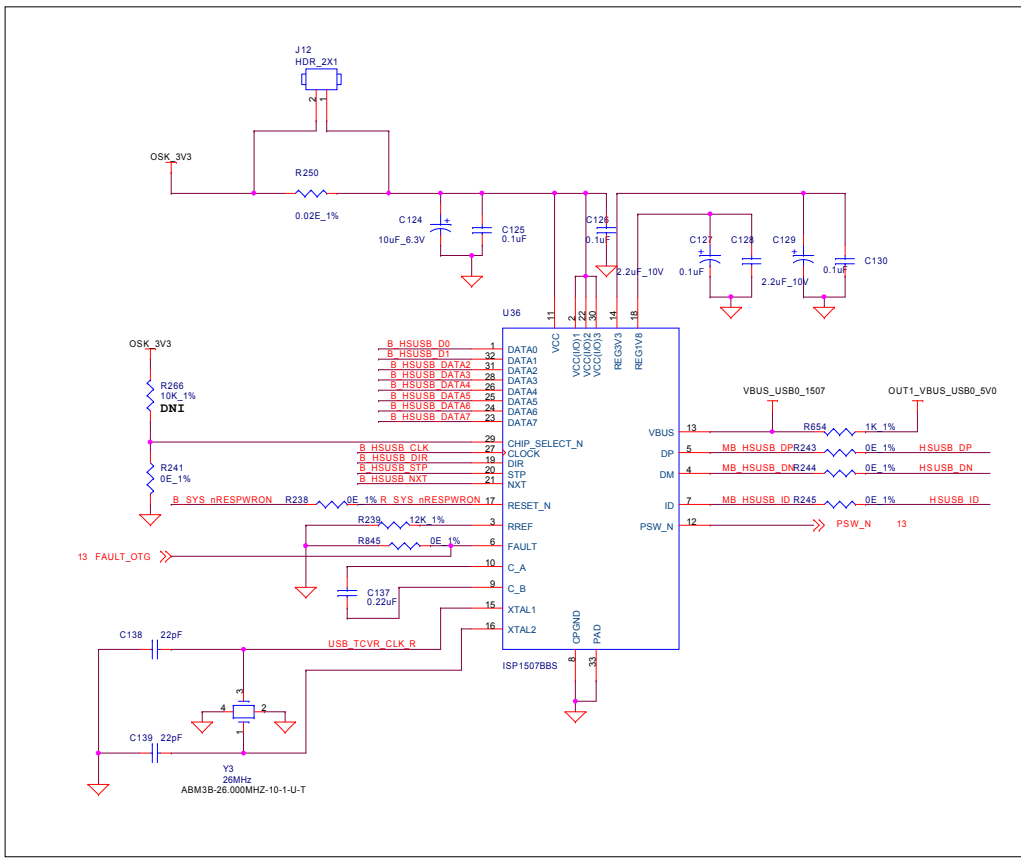 J12
HDR_2X1
2
1
OSK_3V3
R250
0.02E_1%
C124
10uF_6.3V
C125
0.1uF
C126
0.1uF
2.2uF_10V
C127
0.1uF
C128
C129
2.2uF_10V
0.1uF
C130
U36
11
2
22
30
14
18
VCC
VCC(I/O)1
VCC(I/O)2
VCC(I/O)3
REG3V3
REG1V8
OSK_3V3
R266
10K_1%
DNI
R241
0E_1%
B_HSUSB_D0 1 DATA0
B_HSUSB_D1 32 DATA1
B_HSUSB_DATA2 31 DATA2
B_HSUSB_DATA3 28 DATA3
B_HSUSB_DATA4 26 DATA4
B_HSUSB_DATA5 25 DATA5
B_HSUSB_DATA6 24 DATA6
B_HSUSB_DATA7 23 DATA7
29 CHIP_SELECT_N
B_HSUSB_CLK 27 CLOCK
B_HSUSB_DIR 19 DIR
B_HSUSB_STP 20 STP
B_HSUSB_NXT 21 NXT
B_SYS_nRESPWRON R238 0E_1% R_SYS_nRESPWRON 17 RESET_N
R239 12K_1% 3 RREF
R845 0E_1% 6 FAULT
13 FAULT_OTG
10 C_A
C137
0.22uF
9 C_B
15 XTAL1
16 XTAL2
USB_TCVR_CLK_R
VBUS_USB0_1507
OUT1_VBUS_USB0_5V0
VBUS 13 R654 1K_1%
DP 5 MB_HSUSB_DP R243 0E_1% HSUSB_DP
DM 4 MB_HSUSB_DN R244 0E_1% HSUSB_DN
ID 7 MB_HSUSB_ID R245 0E_1% HSUSB_ID
PSW_N 12 PSW_N 13
CPGND
PAD
8
33
ISP1507BBS
C138 22pF
3
4
2
1
C139 22pF
Y3
26MHz
ABM3B-26.000MHZ-10-1-U-T